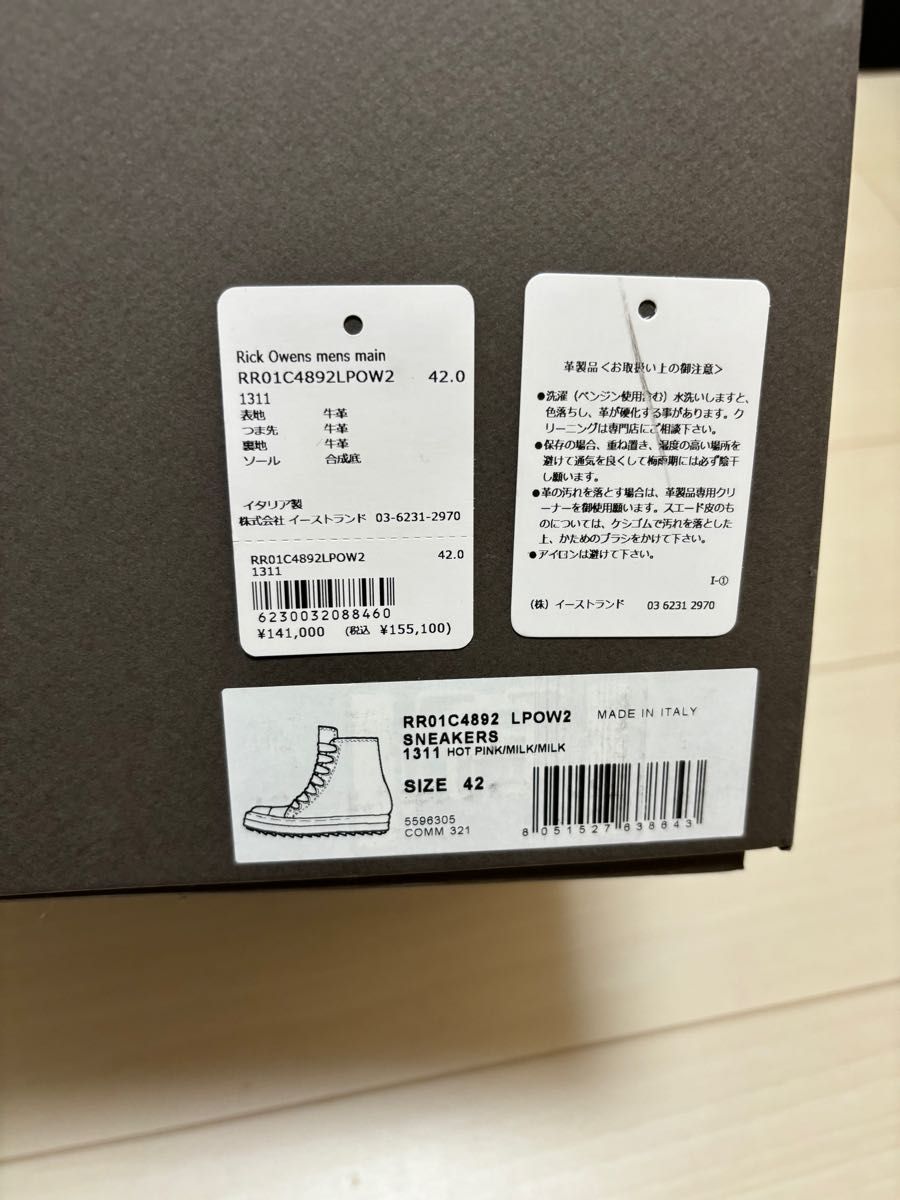 Rick Owens mens main
RR01C4892LPOW2 42.0
1311
表地 牛革
つま先 牛革
裏地 牛革
ソール 合成底
イタリア製
株式会社 イーストランド 03-6231-2970
RR01C4892LPOW2 42.0
1311
6230032088460
¥141,000 (税込 ¥155,100)
革製品<お取扱い上の御注意>
●洗濯(ベンジン使用含む)水洗いしますと、
色落ちし、革が硬化する事があります。ク
リーニングは専門店にご相談下さい。
●保存の場合、重ね置き、湿度の高い場所を
避けて通気を良くして梅雨期には必ず陰干
し願います。
●革の汚れを落とす場合は、革製品専用クリ
ーナーを御使用願います。スエード皮のも
のについては、ケシゴムで汚れを落とした
上、かためのブラシをかけて下さい。
●アイロンは避けて下さい。
I-①
(株) イーストランド 03 6231 2970
RR01C4892 LPOW2 MADE IN ITALY
SNEAKERS
1311 HOT PINK/MILK/MILK
SIZE 42
5596305
COMM 321
8 051527 638643